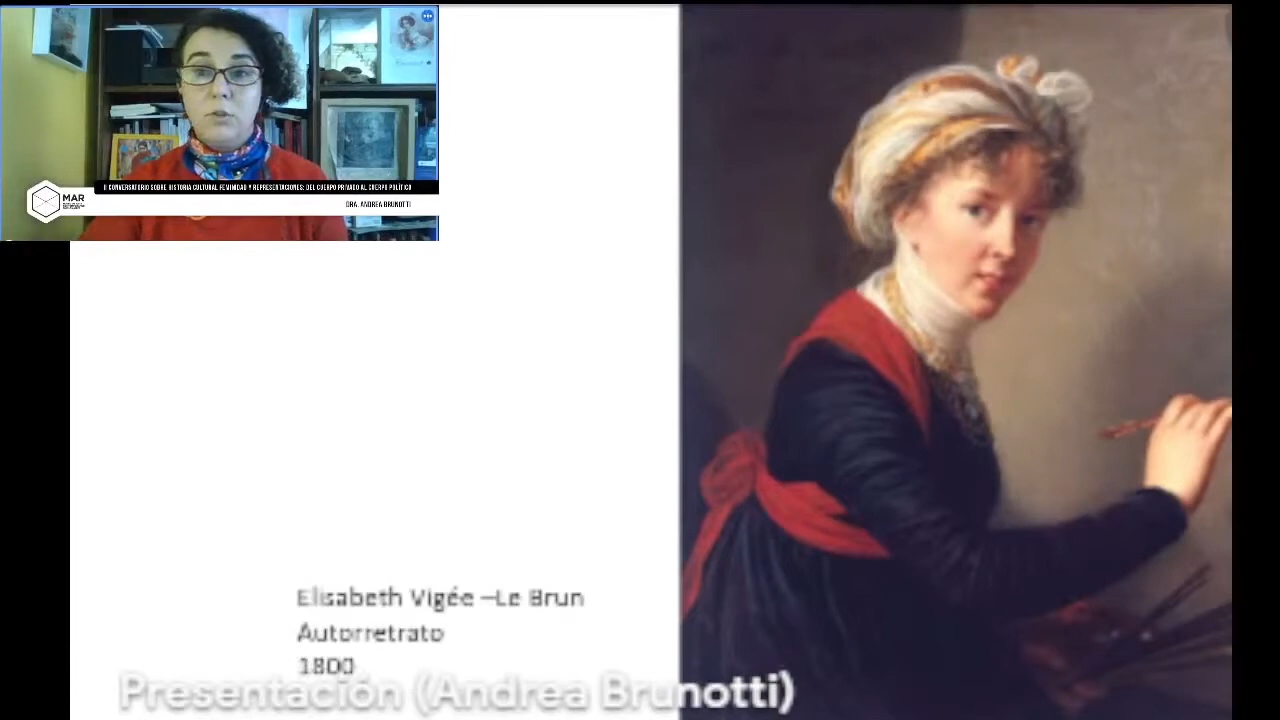 MAR
II CONVERSATORIO SOBRE HISTORIA CULTURAL FEMINIDAD Y REPRESENTACIONES: DEL CUERPO PRIVADO AL CUERPO POLÍTICO
DRA. ANDREA BRUNOTTI
Elisabeth Vigée –Le Brun
Autorretrato
1800
Presentación (Andrea Brunotti)